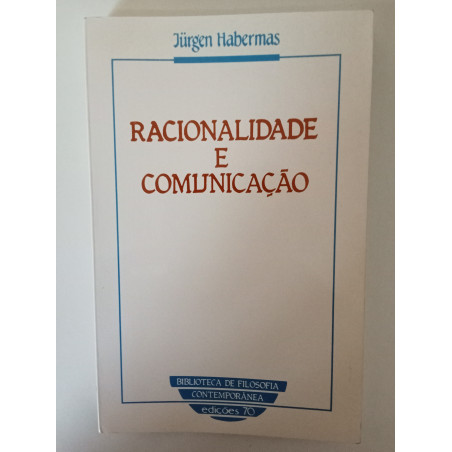 Jürgen Habermas
RACIONALIDADE
E
COMUNICAÇÃO
BIBLIOTECA DE FILOSOFIA
CONTEMPORÂNEA
edições 70